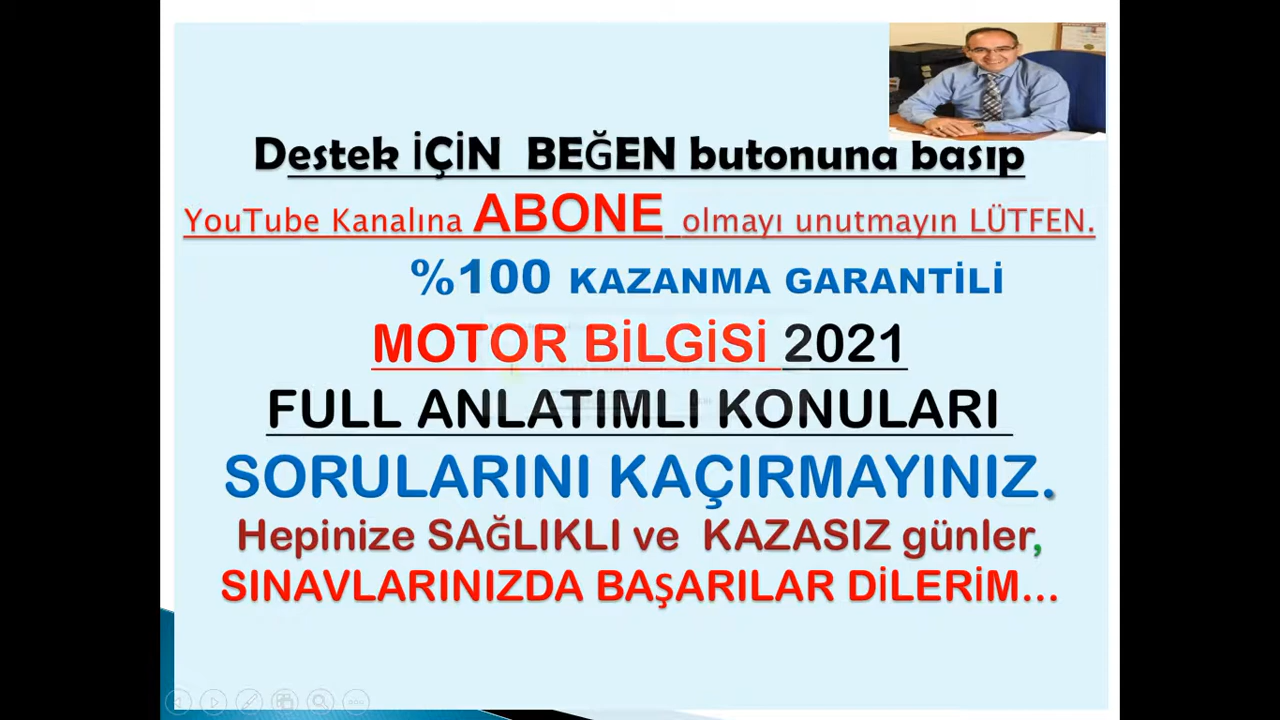 Destek İÇİN BEĞEN butonuna basıp
YouTube Kanalına ABONE olmayı unutmayın LÜTFEN.
%100 KAZANMA GARANTİLİ
MOTOR BİLGİSİ 2021
FULL ANLATIMLI KONULARI
SORULARINI KAÇIRMAYINIZ.
Hepinize SAĞLIKLI ve KAZASIZ günler,
SINAVLARINIZDA BAŞARILAR DİLERİM...